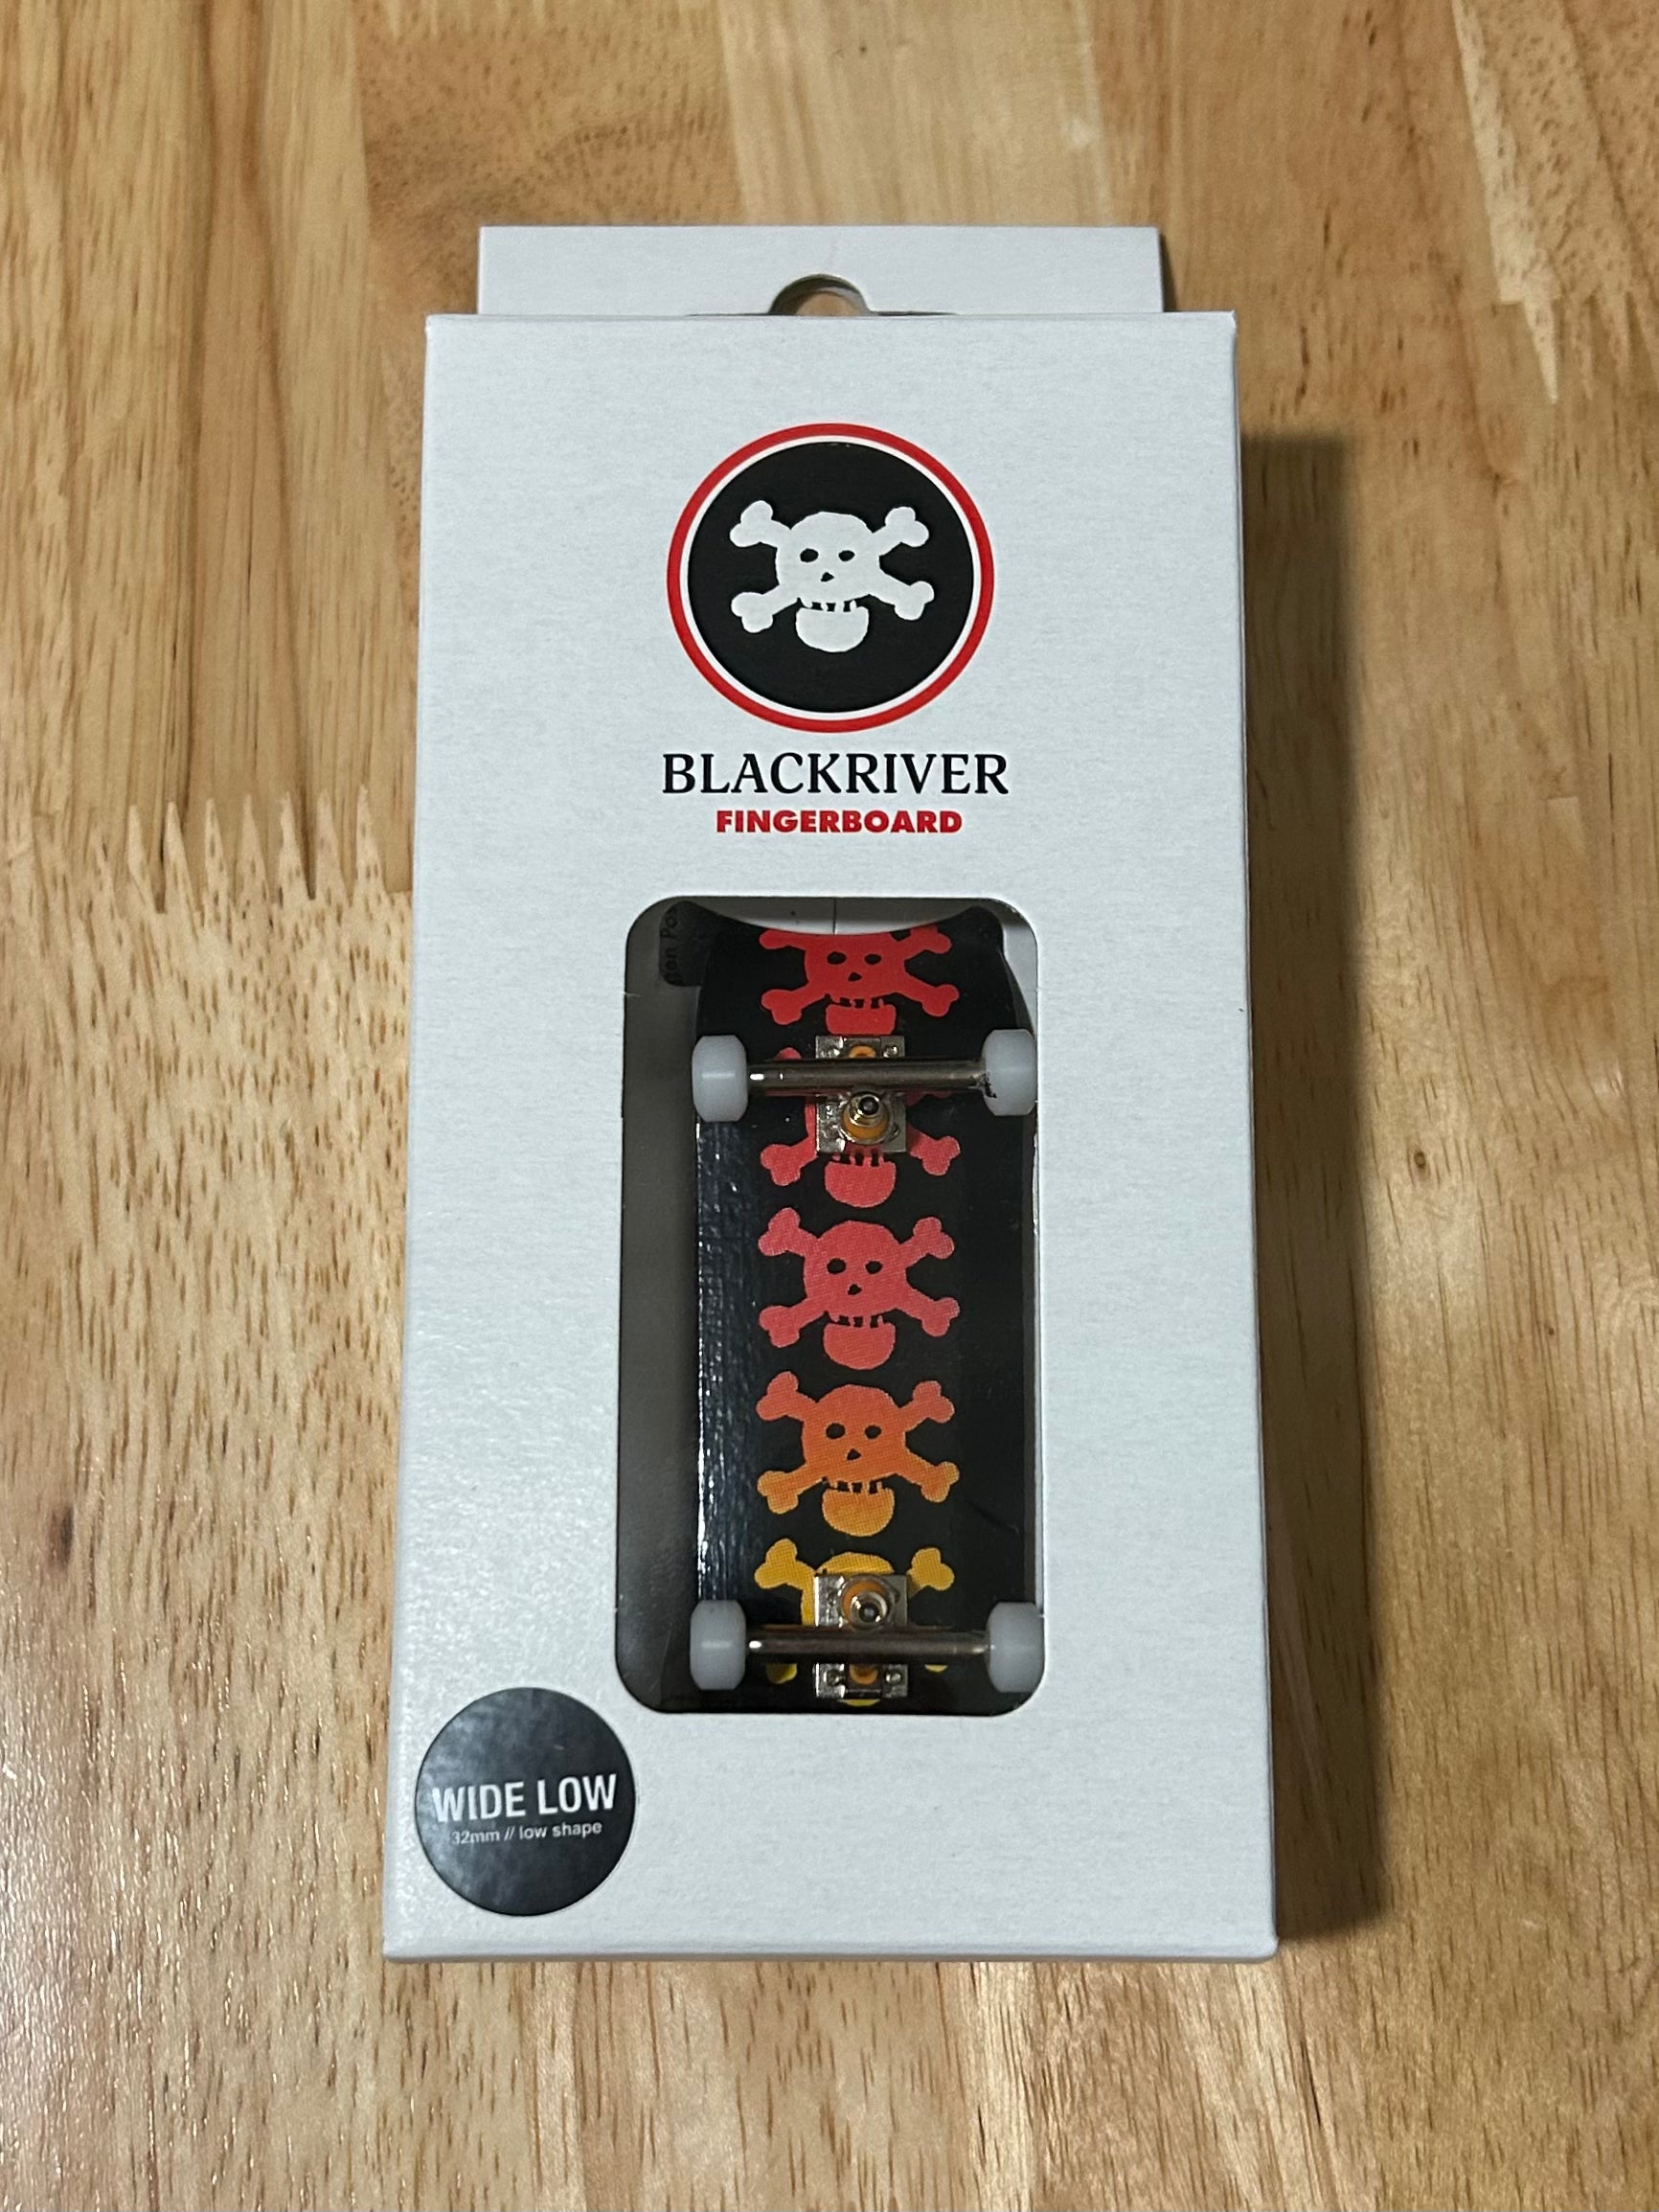 BLACKRIVER
FINGERBOARD
WIDE LOW
32mm // low shape